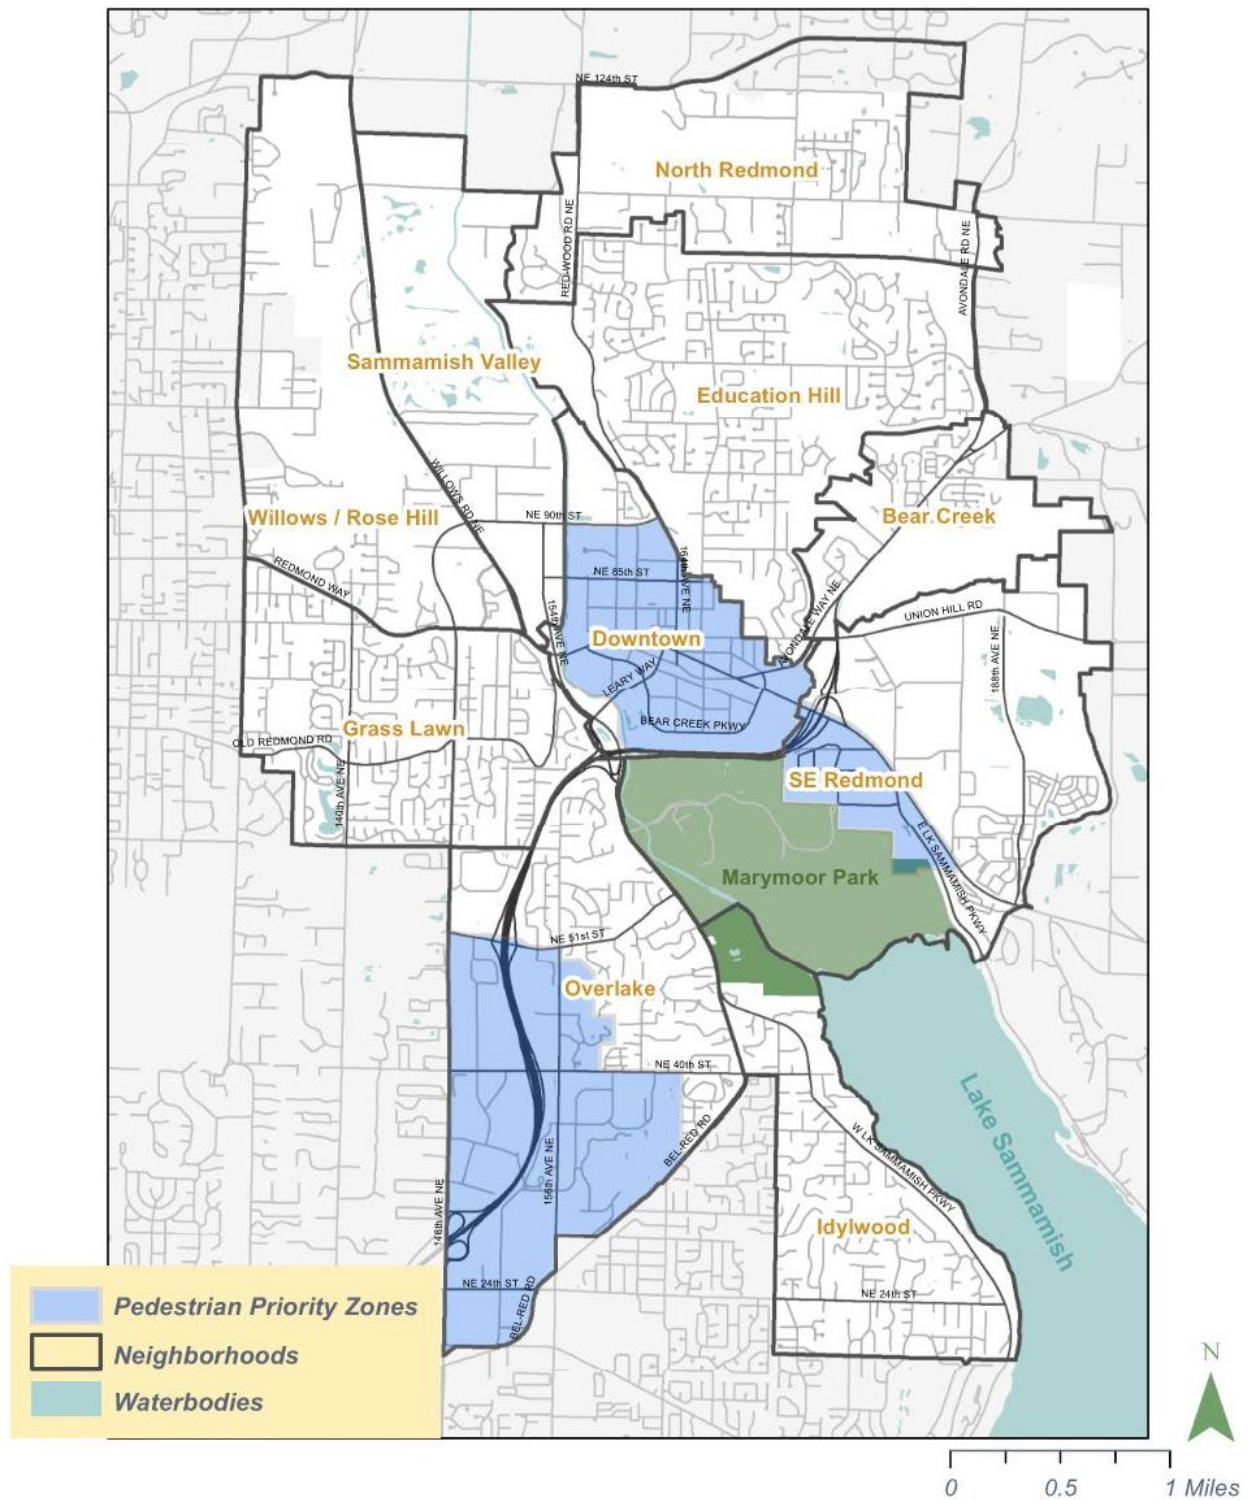 NE 124th ST
North Redmond
RED-WOOD RD NE
AVONDALE RD NE
Sammamish Valley
Education Hill
WILLOWS RD NE
Willows / Rose Hill
NE 90th ST
Bear Creek
REDMOND WAY
NE 85th ST
164th AVE NE
154th AVE NE
AVONDALE WAY NE
UNION HILL RD
Downtown
188th AVE NE
LEARY WAY
BEAR CREEK PKWY
Grass Lawn
OLD REDMOND RD
140th AVE NE
SE Redmond
E LK SAMMAMISH PKWY
Marymoor Park
NE 51st ST
Overlake
NE 40th ST
BEL-RED RD
Lake Sammamish
W LK SAMMAMISH PKWY
156th AVE NE
148th AVE NE
Idylwood
NE 24th ST
NE 24th ST
BEL-RED RD
Pedestrian Priority Zones
Neighborhoods
Waterbodies
N
0 0.5 1 Miles